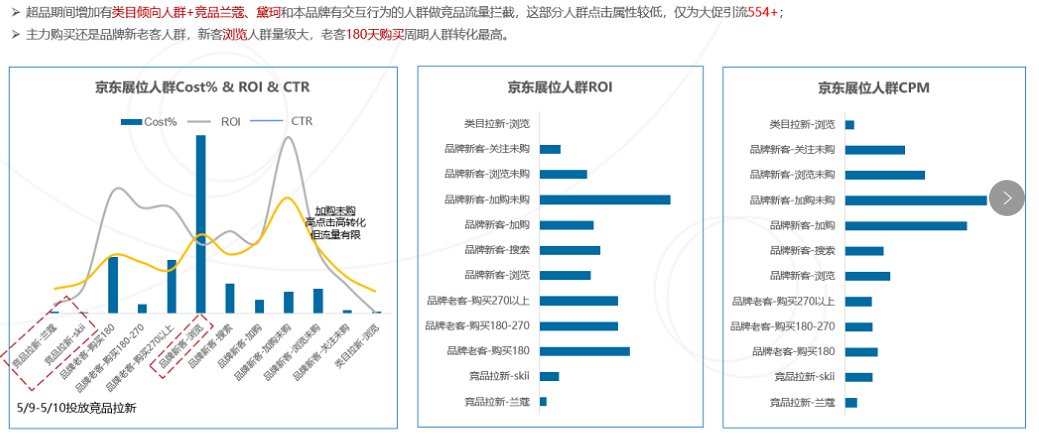 超品期间增加有类目倾向人群+竞品兰蔻、黛珂和本品牌有交互行为的人群做竞品流量拦截，这部分人群点击属性较低，仅为大促引流554+；
主力购买还是品牌新老客人群，新客浏览人群量级大，老客180天购买周期人群转化最高。
京东展位人群Cost% & ROI & CTR
Cost% ROI CTR
加购未购
高点击高转化
但流量有限
竞品拉新-兰蔻
竞品拉新-skii
品牌老客-购买180
品牌老客-购买180-270
品牌老客-购买270以上
品牌新客-浏览
品牌新客-搜索
品牌新客-加购
品牌新客-加购未购
品牌新客-浏览未购
品牌新客-关注未购
类目拉新-浏览
5/9-5/10投放竞品拉新
京东展位人群ROI
类目拉新-浏览
品牌新客-关注未购
品牌新客-浏览未购
品牌新客-加购未购
品牌新客-加购
品牌新客-搜索
品牌新客-浏览
品牌老客-购买270以上
品牌老客-购买180-270
品牌老客-购买180
竞品拉新-skii
竞品拉新-兰蔻
京东展位人群CPM
类目拉新-浏览
品牌新客-关注未购
品牌新客-浏览未购
品牌新客-加购未购
品牌新客-加购
品牌新客-搜索
品牌新客-浏览
品牌老客-购买270以上
品牌老客-购买180-270
品牌老客-购买180
竞品拉新-skii
竞品拉新-兰蔻